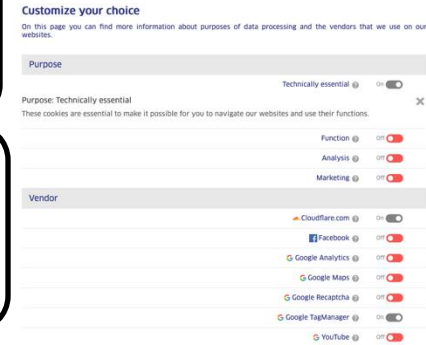 Customize your choice
On this page you can find more information about purposes of data processing and the vendors that we use on our
websites.
Purpose
Technically essential On
Purpose: Technically essential
These cookies are essential to make it possible for you to navigate our websites and use their functions.
Function Off
Analysis Off
Marketing Off
Vendor
Cloudflare.com On
Facebook Off
Google Analytics Off
Google Maps Off
Google Recaptcha Off
Google TagManager On
YouTube Off